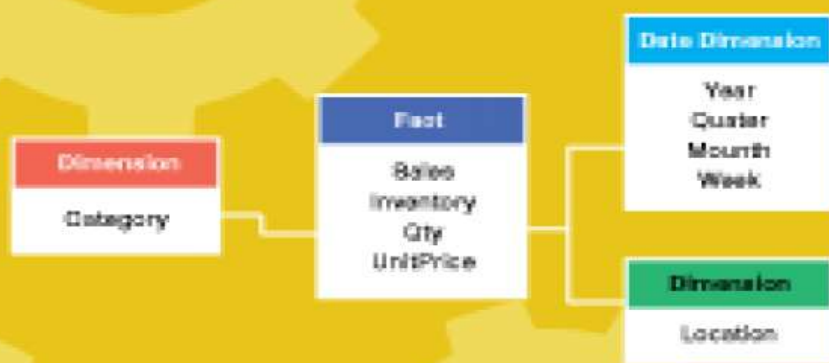 Dimension
Category
Fact
Sales
Inventory
Qty
UnitPrice
Date Dimension
Year
Quater
Mounth
Week
Dimension
Location